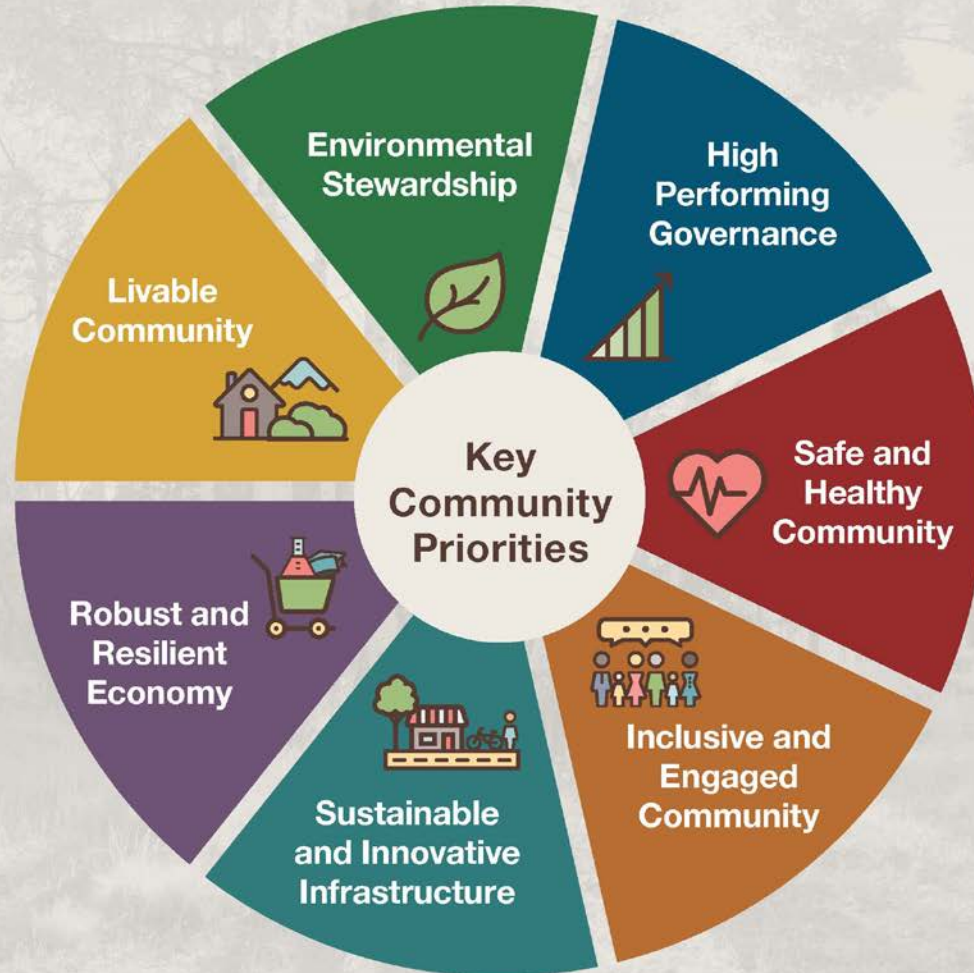 Key
Community
Priorities
Environmental
Stewardship
High
Performing
Governance
Safe and
Healthy
Community
Inclusive and
Engaged
Community
Sustainable
and Innovative
Infrastructure
Robust and
Resilient
Economy
Livable
Community